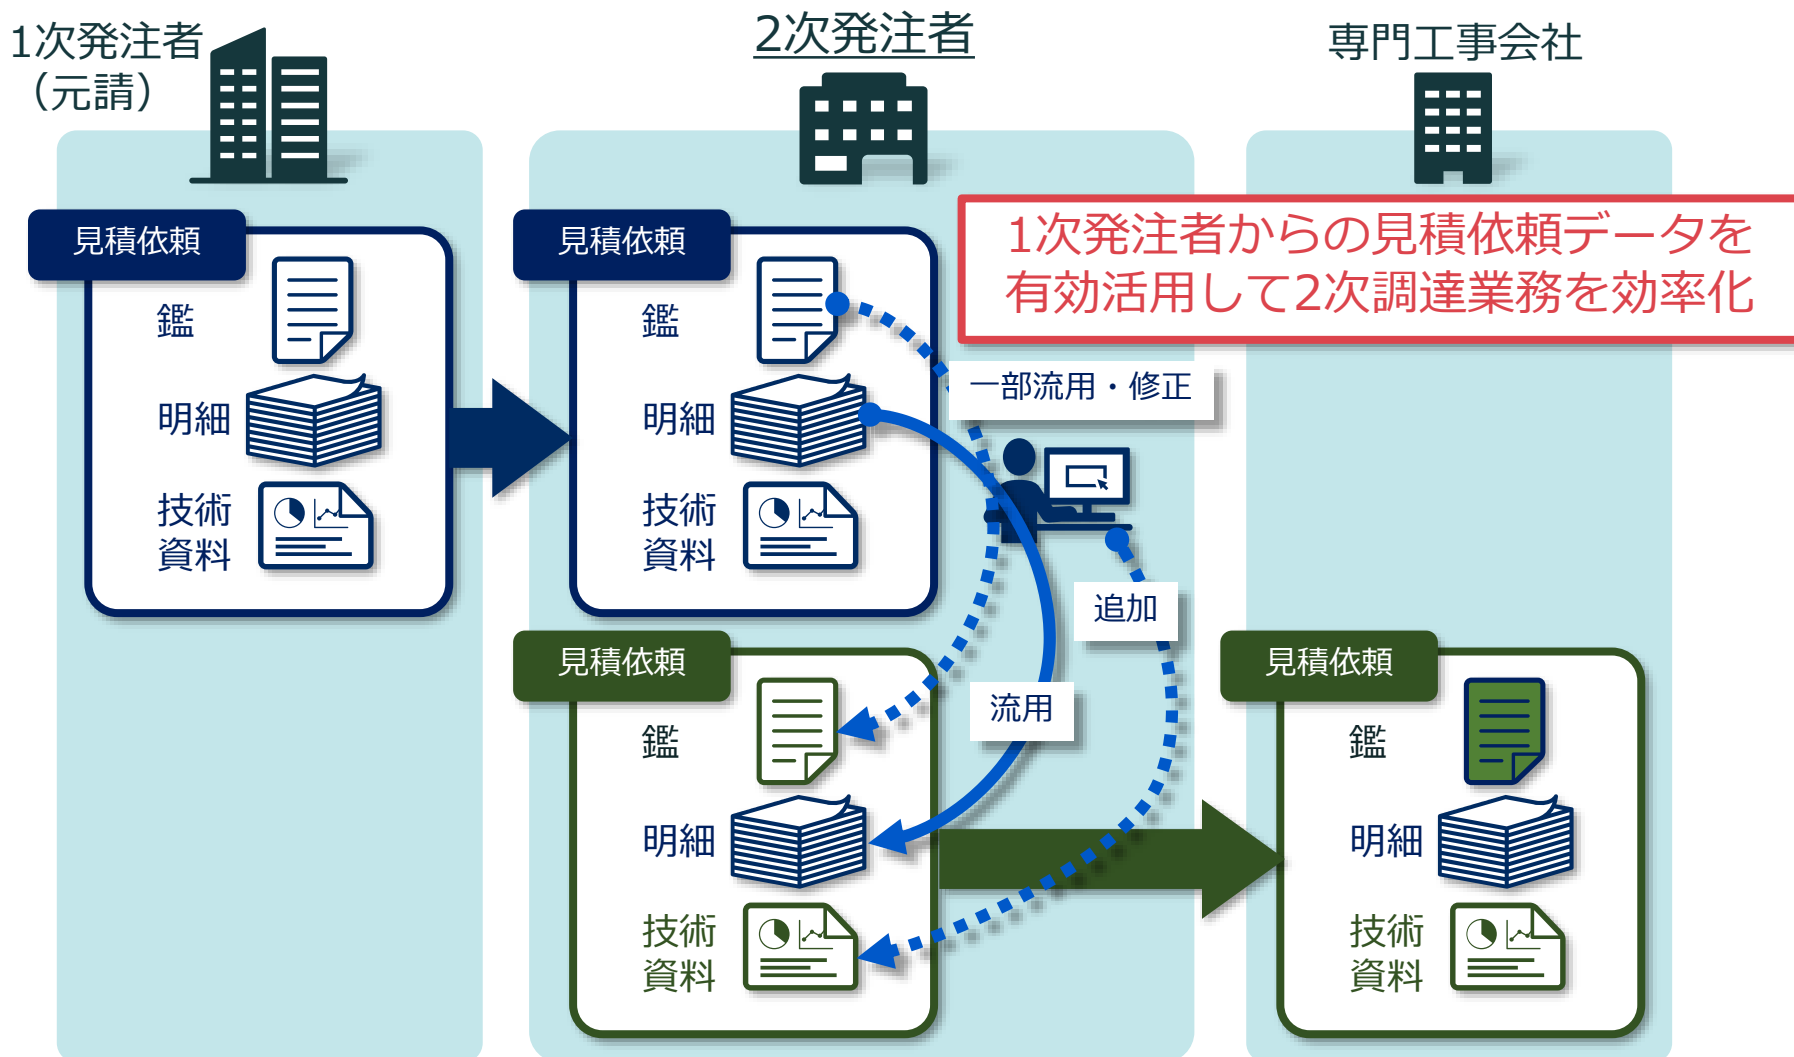 1次発注者
（元請）
2次発注者
専門工事会社
見積依頼
鑑
明細
技術
資料
見積依頼
鑑
明細
技術
資料
1次発注者からの見積依頼データを
有効活用して2次調達業務を効率化
一部流用・修正
追加
流用
見積依頼
鑑
明細
技術
資料
見積依頼
鑑
明細
技術
資料